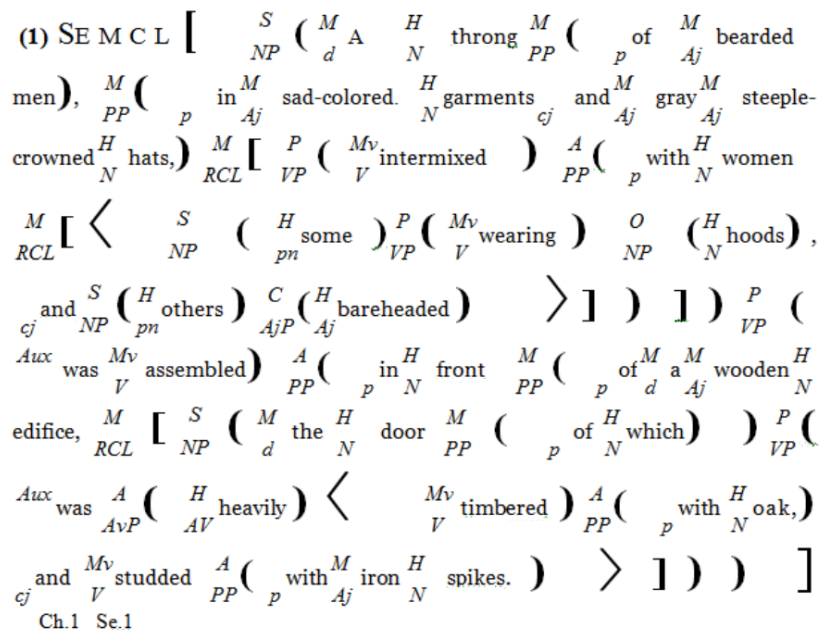 S M H M M
(1) SE M C L [ ( A throng ( of bearded
NP d N PP p Aj
M M H M M
men), ( in sad-colored. garments and gray steeple-
PP p Aj N cj Aj Aj
H M P Mv A H
crowned hats,) [ ( intermixed ) ( with women
N RCL VP V PP p N
M S H P Mv O H
[ 〈 ( some ) ( wearing ) ( hoods) ,
RCL NP pn VP V NP N
S H C H P
and ( others ) ( bareheaded ) 〉 ] ) ] ) (
cj NP pn AjP Aj VP
Aux Mv A H M M M H
was assembled) ( in front ( of a wooden
V PP p N PP p d Aj N
M S M H M H P
edifice, [ ( the door ( of which) ) (
RCL NP d N PP p N VP
Aux A H Mv A H
was ( heavily ) 〈 timbered ) ( with oak,)
AvP AV V PP p N
Mv A M H
and studded ( with iron spikes. ) 〉 ] ) ) ]
cj V PP p Aj N
Ch.1 Se.1